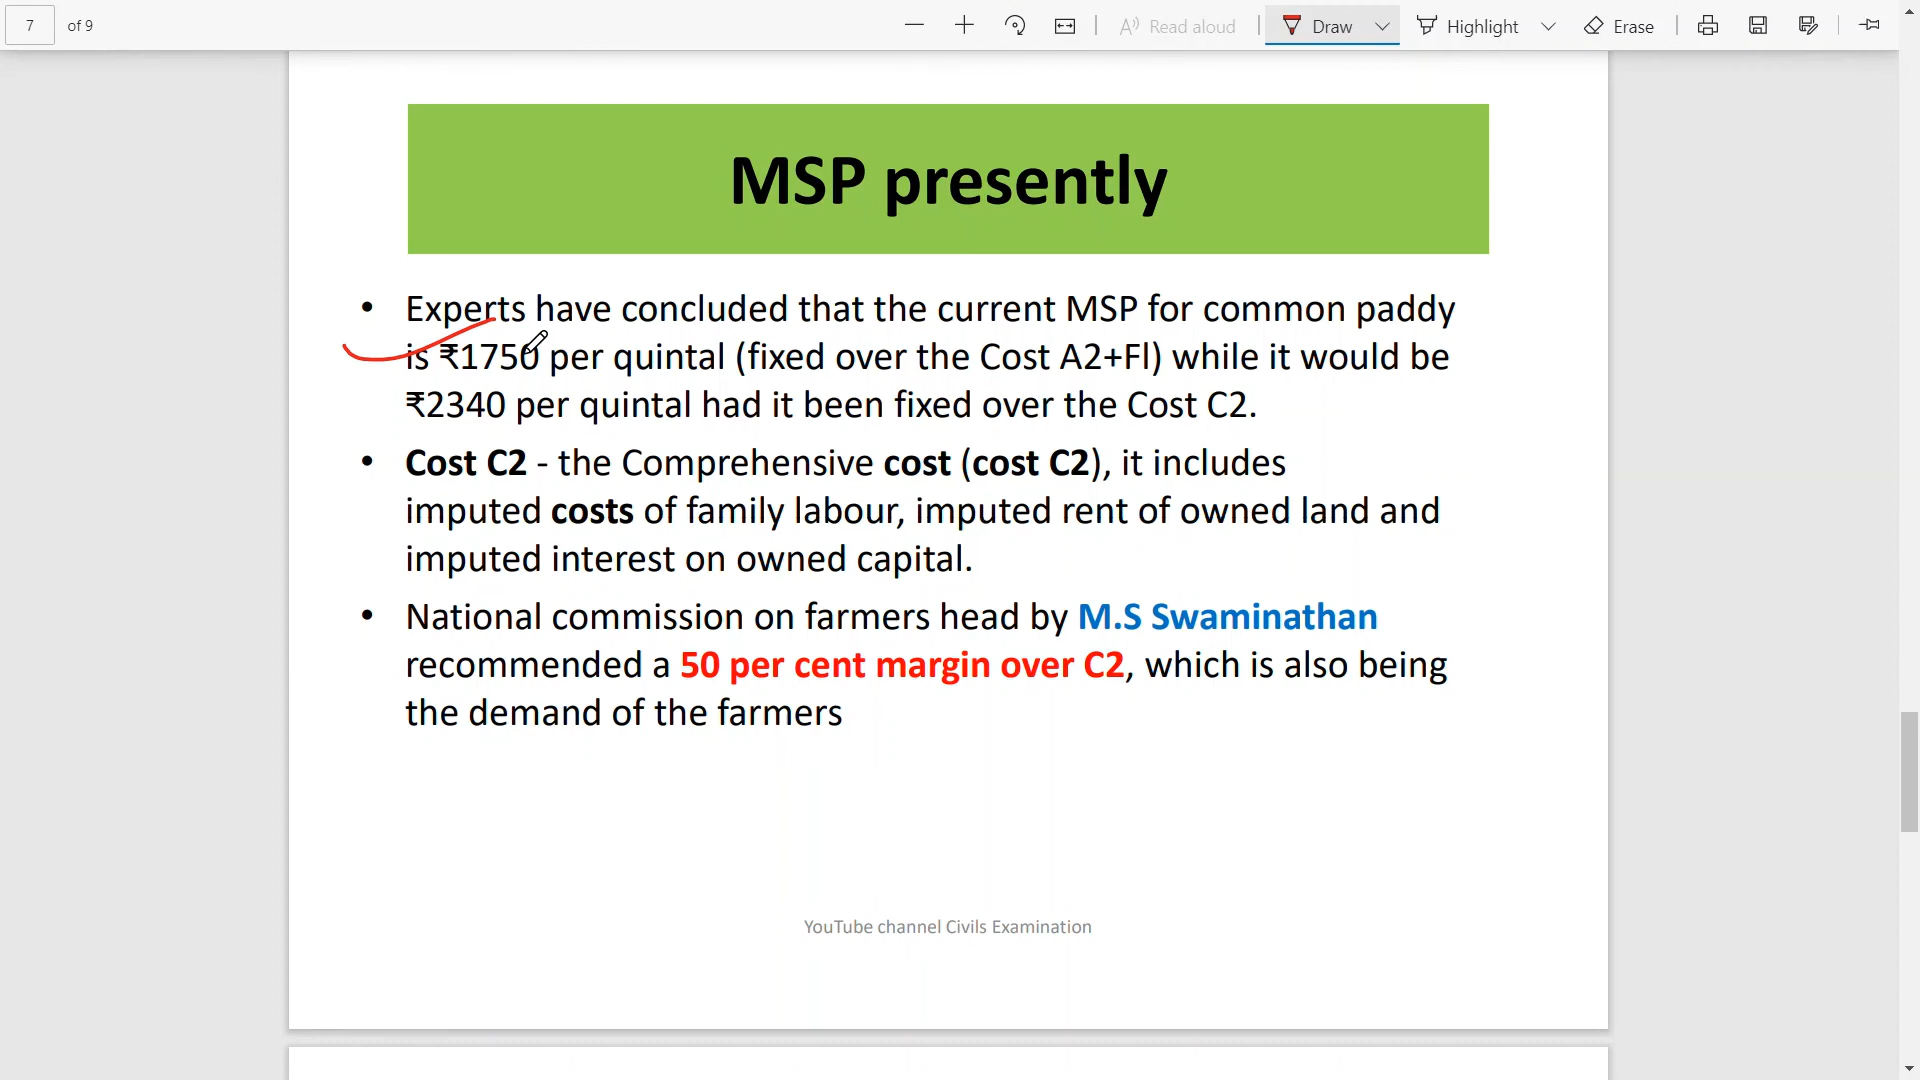 7 of 9 Read aloud Draw Highlight Erase
MSP presently
• Experts have concluded that the current MSP for common paddy
is ₹1750 per quintal (fixed over the Cost A2+Fl) while it would be
₹2340 per quintal had it been fixed over the Cost C2.
• Cost C2 - the Comprehensive cost (cost C2), it includes
imputed costs of family labour, imputed rent of owned land and
imputed interest on owned capital.
• National commission on farmers head by M.S Swaminathan
recommended a 50 per cent margin over C2, which is also being
the demand of the farmers
YouTube channel Civils Examination